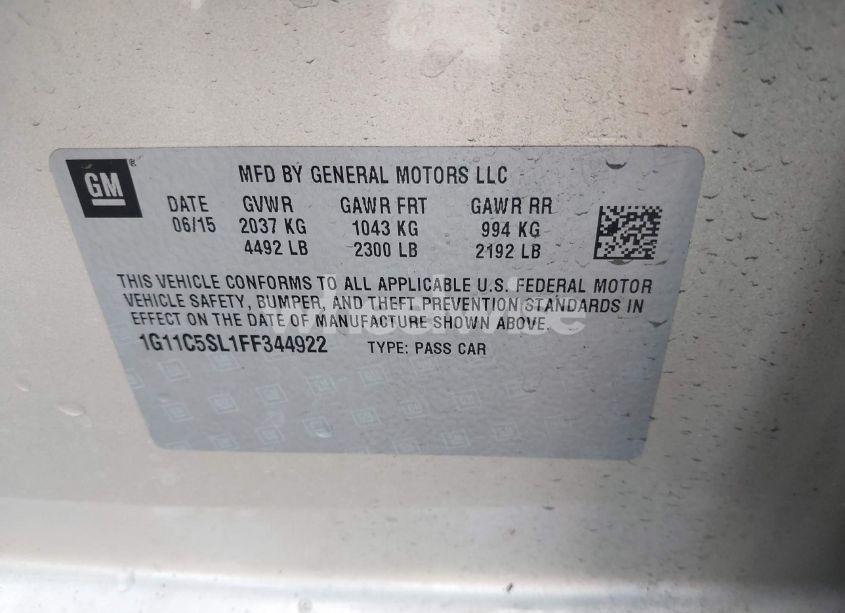 GM ®
MFD BY GENERAL MOTORS LLC
DATE GVWR GAWR FRT GAWR RR
06/15 2037 KG 1043 KG 994 KG
4492 LB 2300 LB 2192 LB
THIS VEHICLE CONFORMS TO ALL APPLICABLE U.S. FEDERAL MOTOR
VEHICLE SAFETY, BUMPER, AND THEFT PREVENTION STANDARDS IN
EFFECT ON THE DATE OF MANUFACTURE SHOWN ABOVE.
1G11C5SL1FF344922 TYPE: PASS CAR